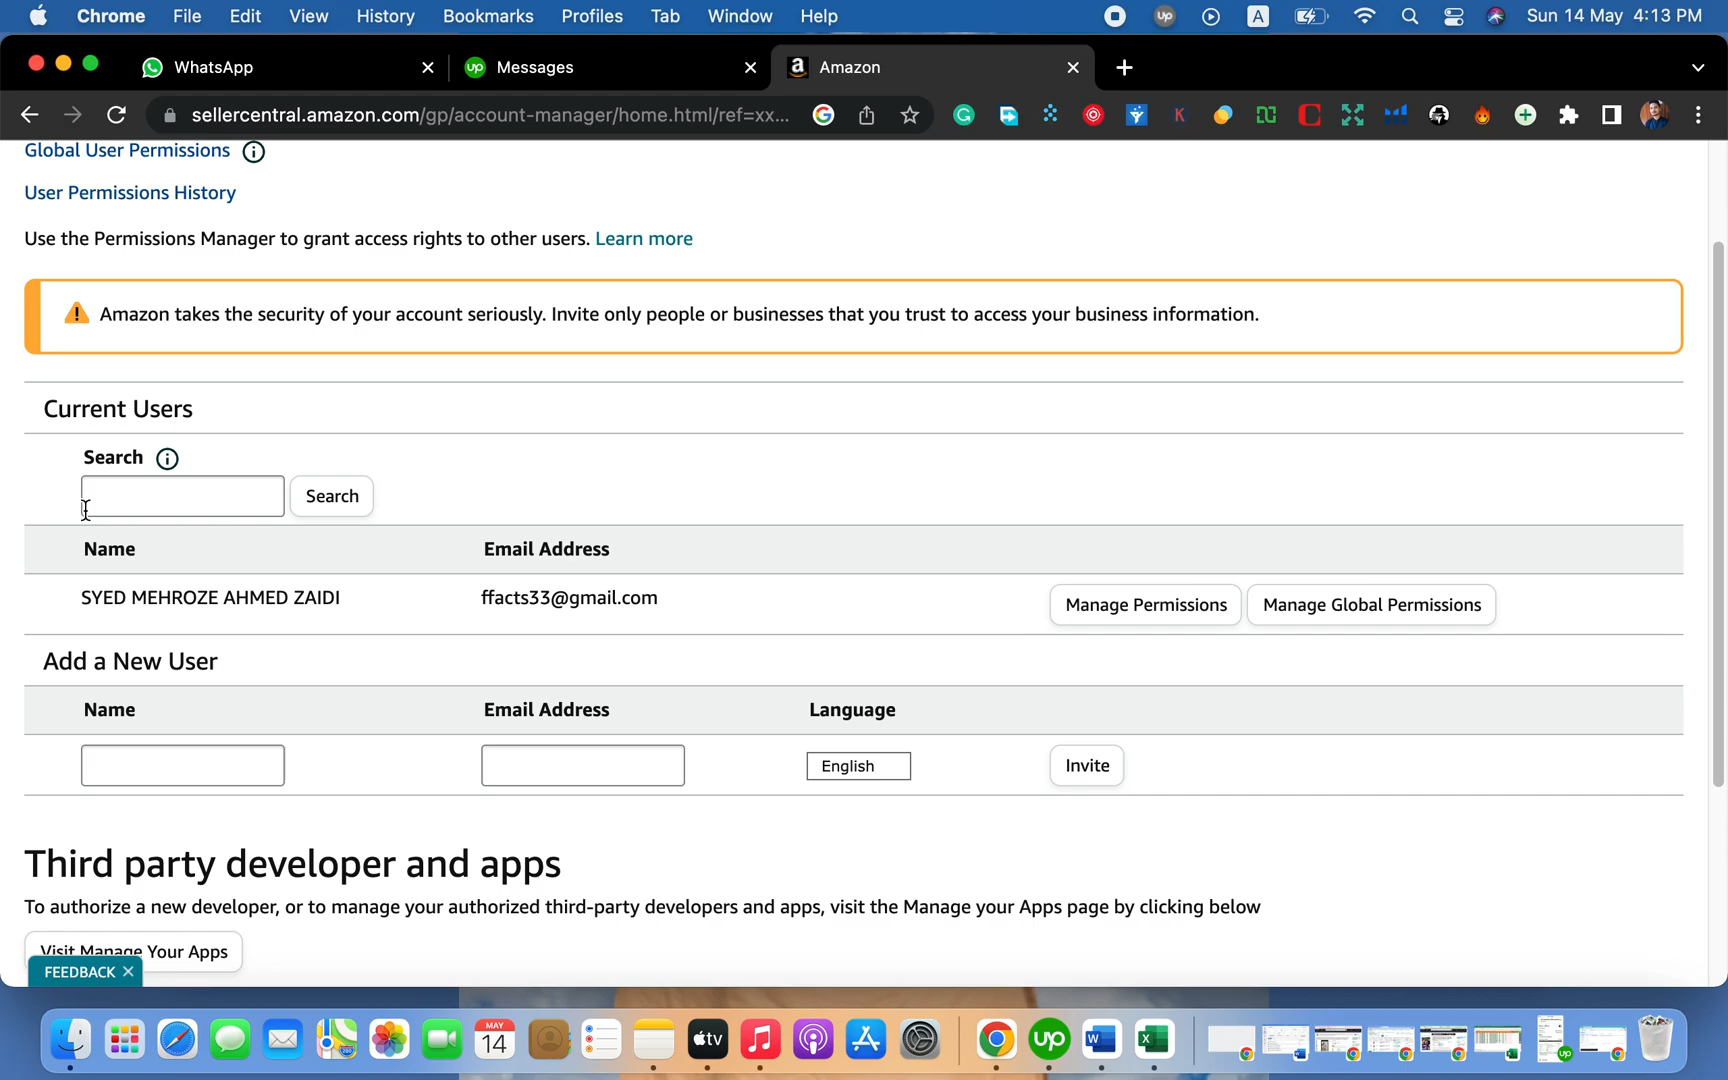 Chrome File Edit View History Bookmarks Profiles Tab Window Help up A Sun 14 May 4:13 PM
WhatsApp up Messages a Amazon
sellercentral.amazon.com/gp/account-manager/home.html/ref=xx...
Global User Permissions
User Permissions History
Use the Permissions Manager to grant access rights to other users. Learn more
Amazon takes the security of your account seriously. Invite only people or businesses that you trust to access your business information.
Current Users
Search
Search
Name Email Address
SYED MEHROZE AHMED ZAIDI ffacts33@gmail.com Manage Permissions Manage Global Permissions
Add a New User
Name Email Address Language
English Invite
Third party developer and apps
To authorize a new developer, or to manage your authorized third-party developers and apps, visit the Manage your Apps page by clicking below
Visit Manage Your Apps
FEEDBACK
MAY
14
tv
up